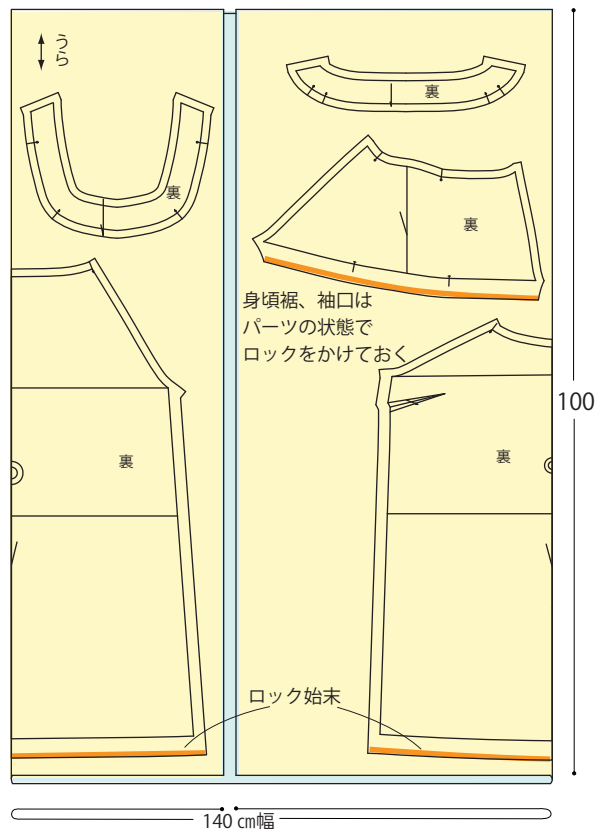 うら
裏
裏
裏
身頃裾、袖口は
パーツの状態で
ロックをかけておく
100
裏
裏
ロック始末
140 ㎝幅